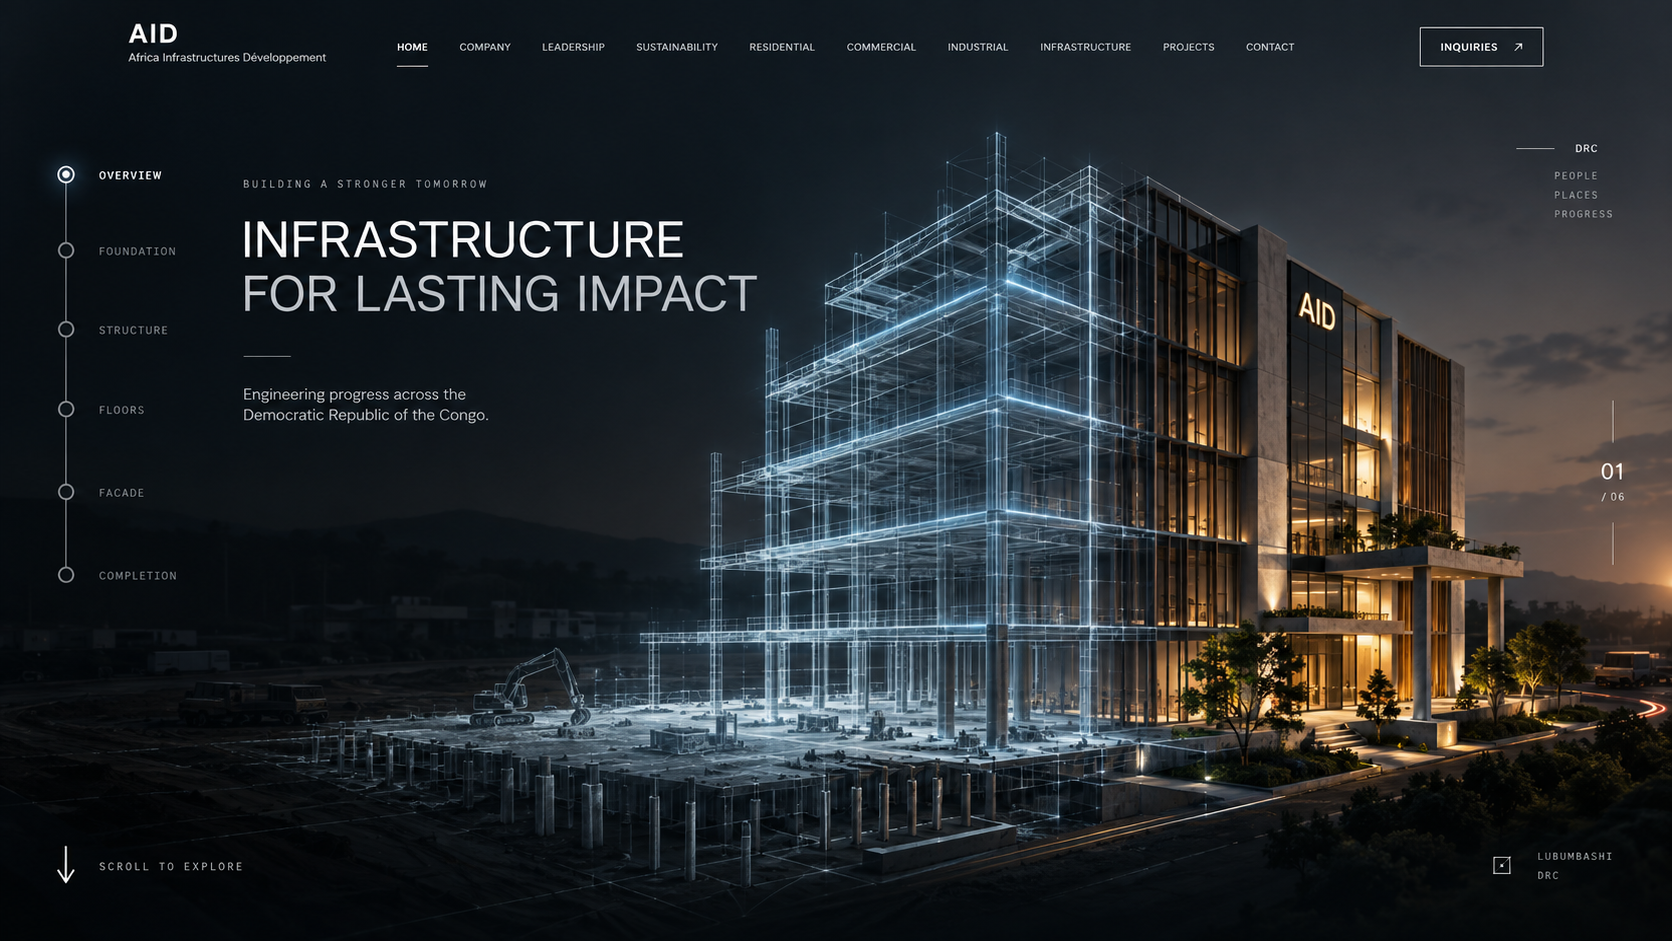 AID
Africa Infrastructures Développement
HOME
COMPANY
LEADERSHIP
SUSTAINABILITY
RESIDENTIAL
COMMERCIAL
INDUSTRIAL
INFRASTRUCTURE
PROJECTS
CONTACT
INQUIRIES
OVERVIEW
FOUNDATION
STRUCTURE
FLOORS
FACADE
COMPLETION
BUILDING A STRONGER TOMORROW
INFRASTRUCTURE
FOR LASTING IMPACT
Engineering progress across the
Democratic Republic of the Congo.
AID
DRC
PEOPLE
PLACES
PROGRESS
01
/ 06
SCROLL TO EXPLORE
LUBUMBASHI
DRC